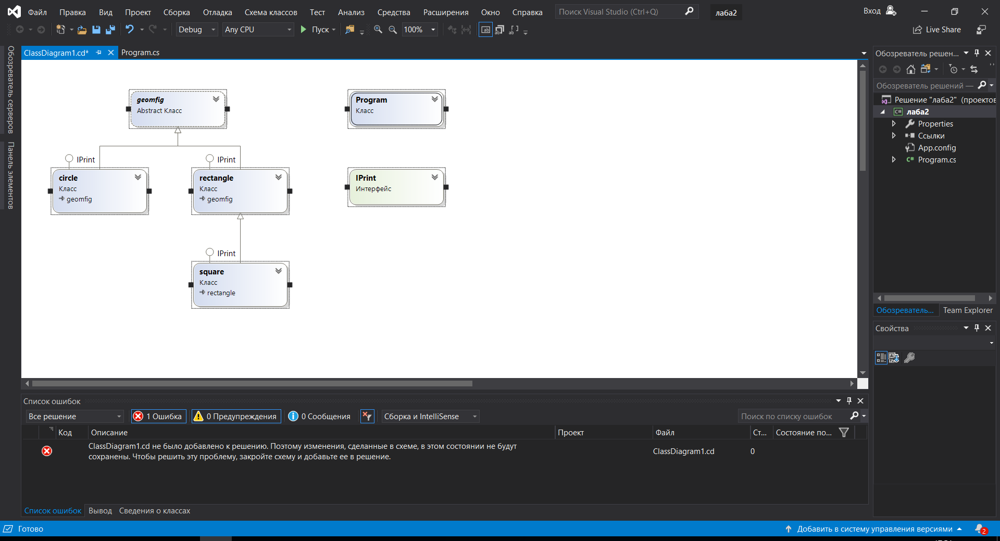 Файл Правка Вид Проект Сборка Отладка Схема классов Тест Анализ Средства Расширения Окно Справка Поиск Visual Studio (Ctrl+Q) лаба2 Вход
Debug Any CPU Пуск 100% Live Share
Обозреватель серверов
Панель элементов
ClassDiagram1.cd* Program.cs
geomfig
Abstract Класс
Program
Класс
IPrint
circle
Класс
geomfig
IPrint
rectangle
Класс
geomfig
IPrint
Интерфейс
IPrint
square
Класс
rectangle
Обозреватель решен...
Обозреватель решений —
Решение "лаба2" (проектов
лаба2
Properties
Ссылки
App.config
Program.cs
Обозреватель... Team Explorer
Свойства
Список ошибок
Все решение 1 Ошибка 0 Предупреждения 0 Сообщения Сборка и IntelliSense Поиск по списку ошибок
Код Описание Проект Файл Ст... Состояние по...
ClassDiagram1.cd не было добавлено к решению. Поэтому изменения, сделанные в схеме, в этом состоянии не будут
сохранены. Чтобы решить эту проблему, закройте схему и добавьте ее в решение.
ClassDiagram1.cd 0
Список ошибок Вывод Сведения о классах
Готово Добавить в систему управления версиями 2